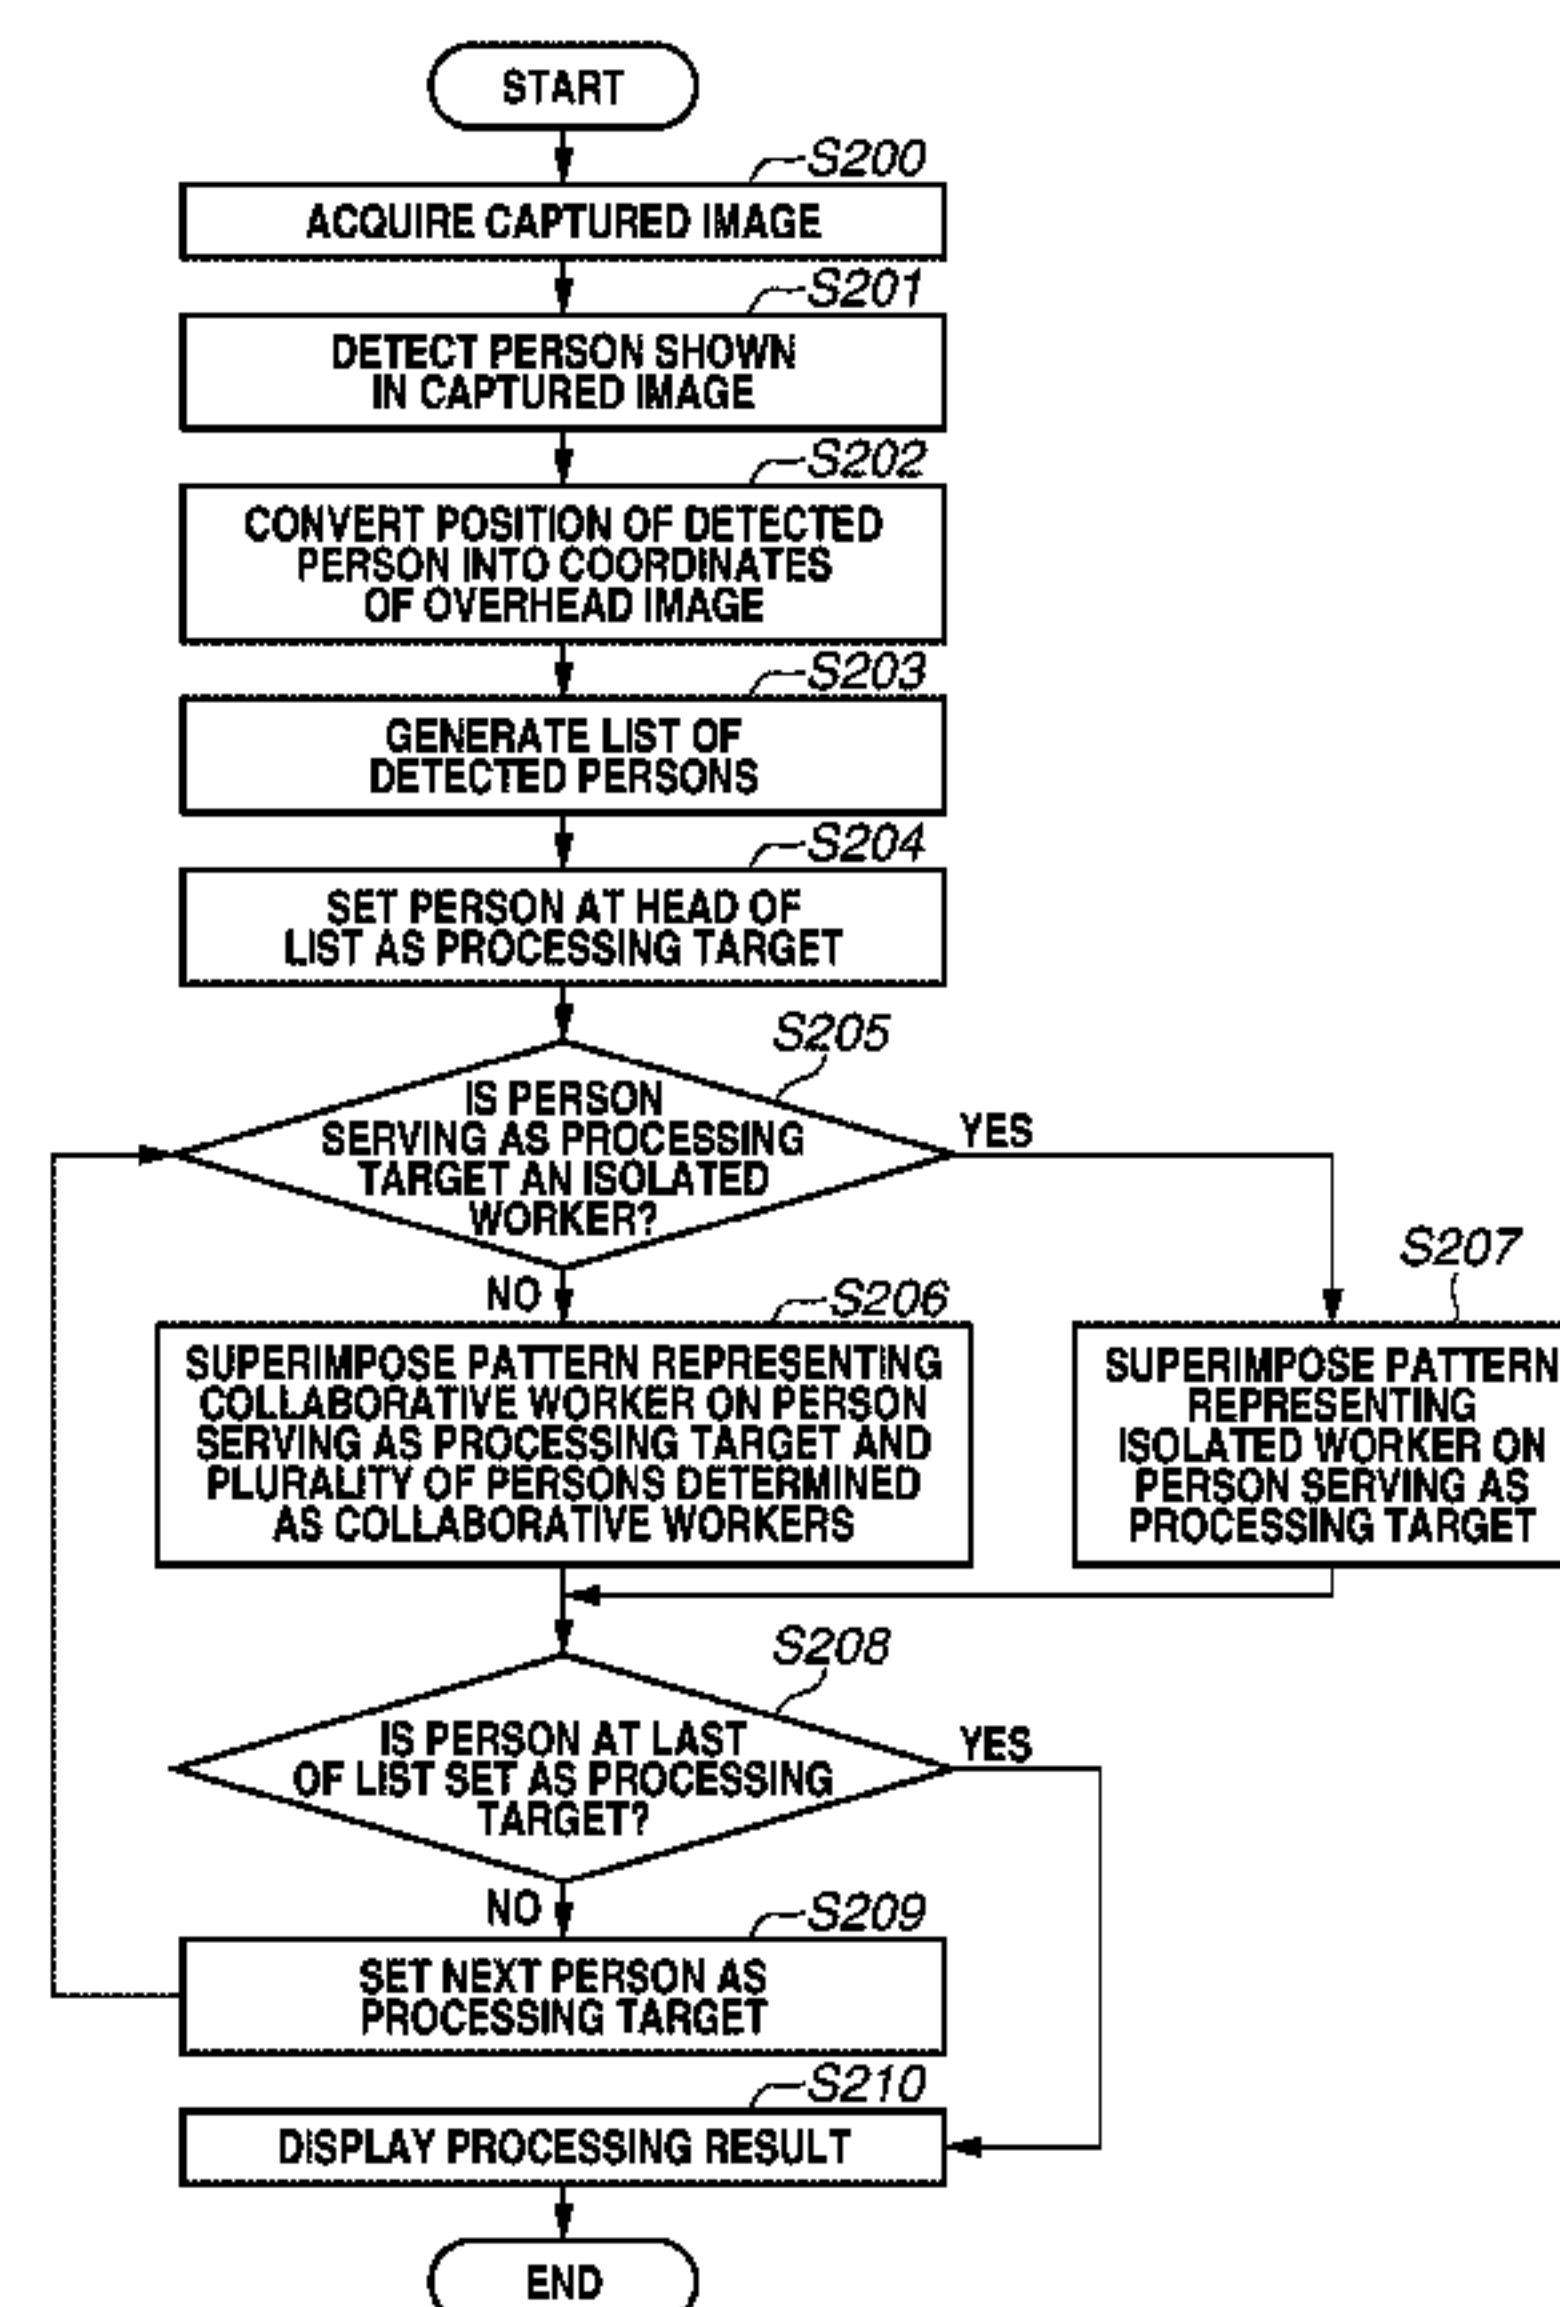 START
S200
ACQUIRE CAPTURED IMAGE
S201
DETECT PERSON SHOWN
IN CAPTURED IMAGE
S202
CONVERT POSITION OF DETECTED
PERSON INTO COORDINATES
OF OVERHEAD IMAGE
S203
GENERATE LIST OF
DETECTED PERSONS
S204
SET PERSON AT HEAD OF
LIST AS PROCESSING TARGET
S205
IS PERSON
SERVING AS PROCESSING
TARGET AN ISOLATED
WORKER?
YES
NO
S206
SUPERIMPOSE PATTERN REPRESENTING
COLLABORATIVE WORKER ON PERSON
SERVING AS PROCESSING TARGET AND
PLURALITY OF PERSONS DETERMINED
AS COLLABORATIVE WORKERS
S207
SUPERIMPOSE PATTERN
REPRESENTING
ISOLATED WORKER ON
PERSON SERVING AS
PROCESSING TARGET
S208
IS PERSON AT LAST
OF LIST SET AS PROCESSING
TARGET?
YES
NO
S209
SET NEXT PERSON AS
PROCESSING TARGET
S210
DISPLAY PROCESSING RESULT
END